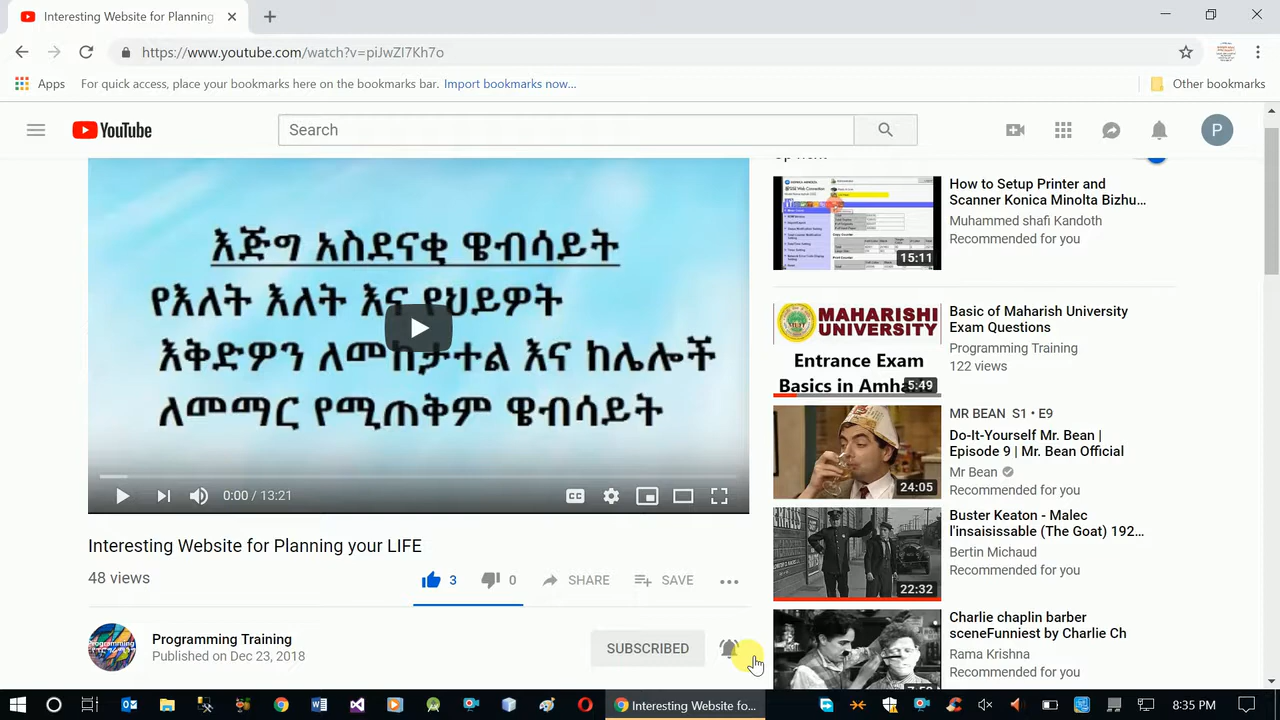 Interesting Website for Planning
https://www.youtube.com/watch?v=piJwZI7Kh7o
Apps
For quick access, place your bookmarks here on the bookmarks bar. Import bookmarks now...
Other bookmarks
YouTube
Search
P
እጅግ አስደናቂ ዌብሳይት
የእለት እለት እና የህይዎት
እቅድዎን ለመከታተል እና ከሌሎች
ለመማር የሚጠቅም ዌብሳይት
0:00 / 13:21
Interesting Website for Planning your LIFE
48 views
3
0
SHARE
SAVE
Programming Training
Published on Dec 23, 2018
SUBSCRIBED
15:11
How to Setup Printer and
Scanner Konica Minolta Bizhu...
Muhammed shafi Kandoth
Recommended for you
MAHARISHI
UNIVERSITY
Entrance Exam
Basics in Amha
5:49
Basic of Maharish University
Exam Questions
Programming Training
122 views
24:05
MR BEAN S1 • E9
Do-It-Yourself Mr. Bean |
Episode 9 | Mr. Bean Official
Mr Bean
Recommended for you
22:32
Buster Keaton - Malec
l'insaisissable (The Goat) 192...
Bertin Michaud
Recommended for you
Charlie chaplin barber
sceneFunniest by Charlie Ch
Rama Krishna
Recommended for you
Interesting Website fo...
8:35 PM